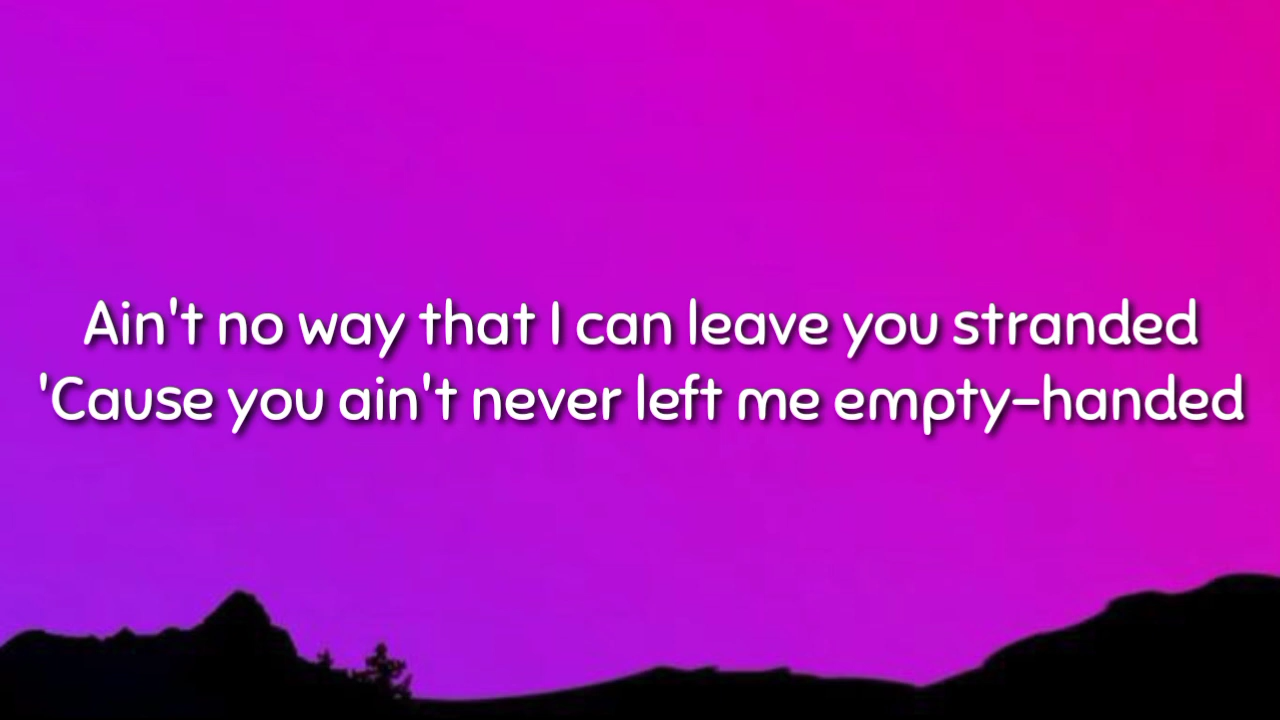 Ain't no way that I can leave you stranded
'Cause you ain't never left me empty-handed